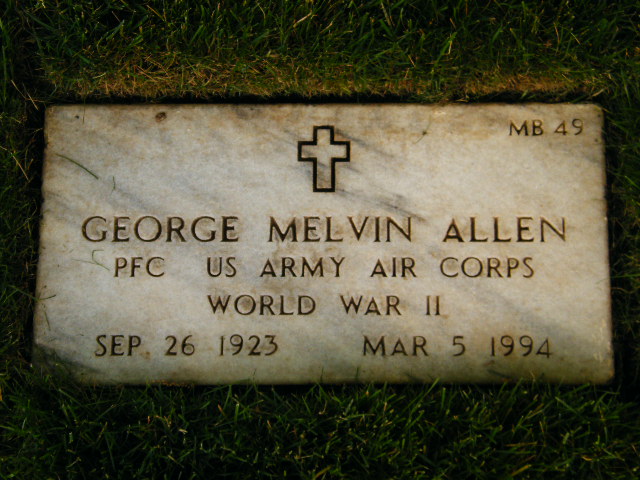 MB 49
GEORGE MELVIN ALLEN
PFC US ARMY AIR CORPS
WORLD WAR II
SEP 26 1923 MAR 5 1994